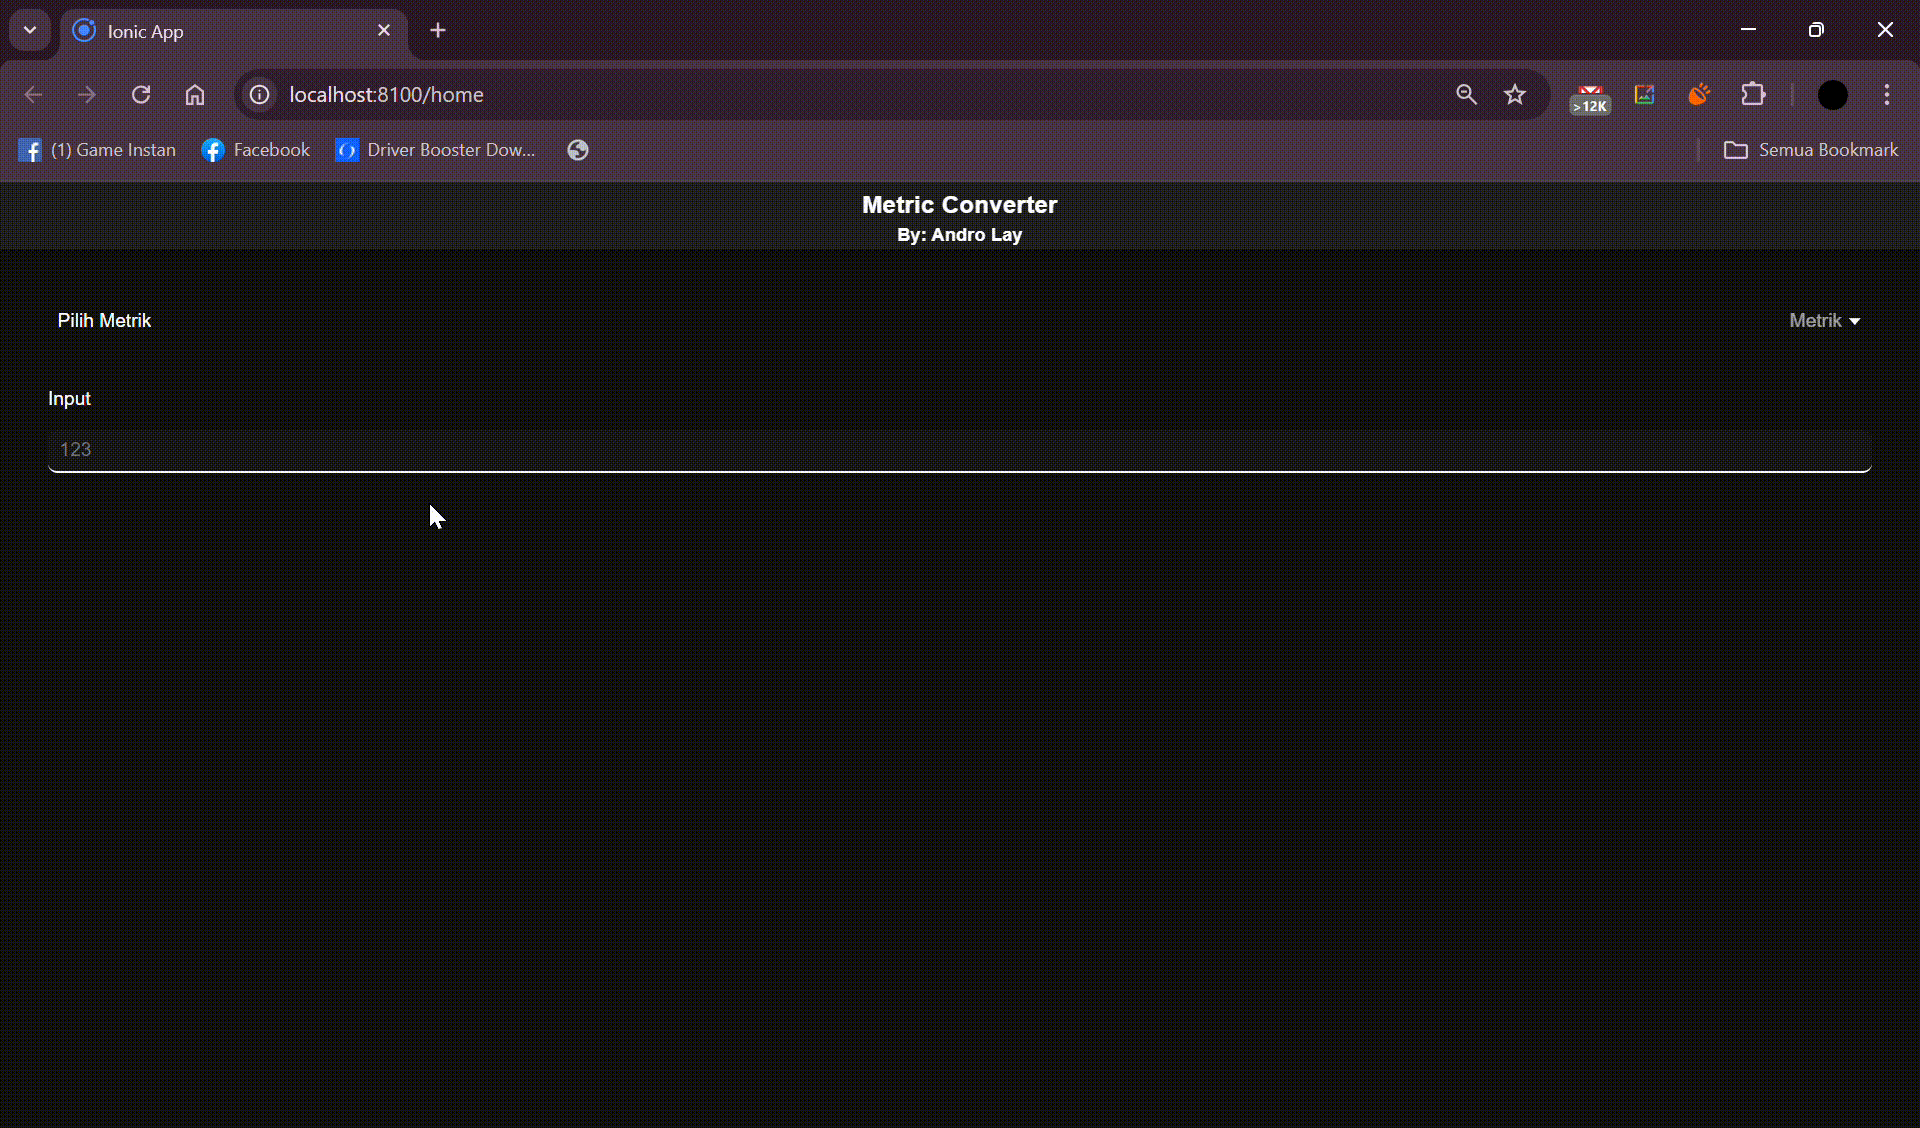 Ionic App
localhost:8100/home
>12K
(1) Game Instan
Facebook
Driver Booster Dow...
Semua Bookmark
Metric Converter
By: Andro Lay
Pilih Metrik
Metrik
Input
123